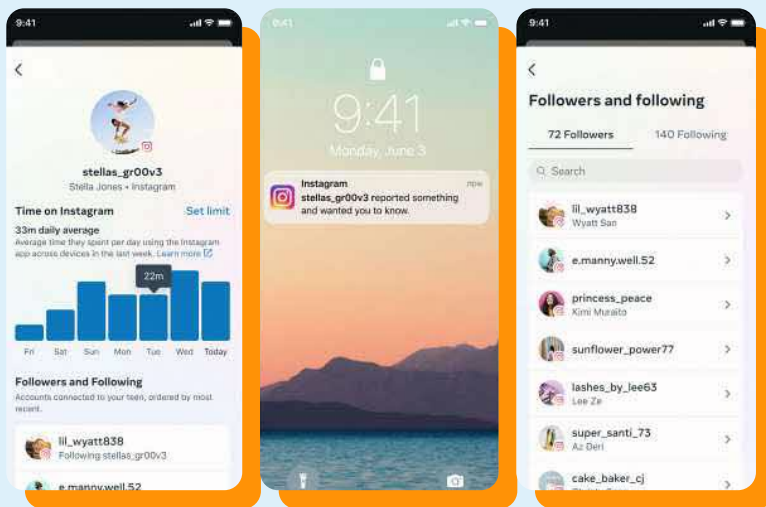 9:41
stellas_gr00v3
Stella Jones • Instagram
Time on Instagram
Set limit
33m daily average
Average time they spent per day using the Instagram
app across devices in the last week. Learn more
22m
Fri Sat Sun Mon Tue Wed Today
Followers and Following
Accounts connected to your teen, ordered by most
recent.
lil_wyatt838
Following stellas_gr00v3
e.manny.well.52
9:41
9:41
Monday, June 3
Instagram
now
stellas_gr00v3 reported something
and wanted you to know.
9:41
Followers and following
72 Followers
140 Following
Search
lil_wyatt838
Wyatt San
e.manny.well.52
princess_peace
Kimi Muraito
sunflower_power77
lashes_by_lee63
Lee Ze
super_santi_73
Az Deri
cake_baker_cj